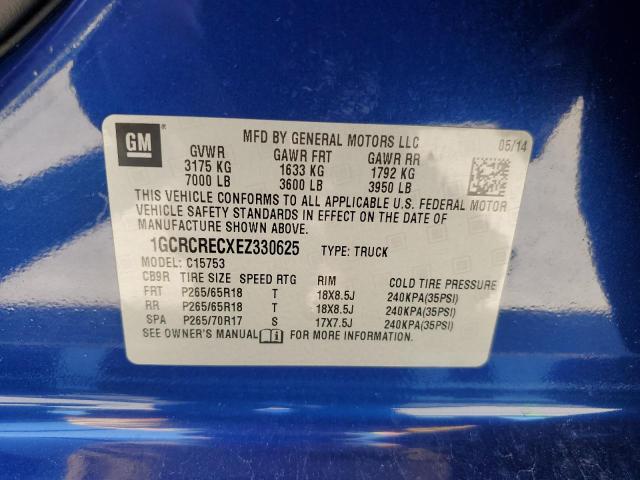 GM
MFD BY GENERAL MOTORS LLC 05/14
GVWR GAWR FRT GAWR RR
3175 KG 1633 KG 1792 KG
7000 LB 3600 LB 3950 LB
THIS VEHICLE CONFORMS TO ALL APPLICABLE U.S. FEDERAL MOTOR
VEHICLE SAFETY STANDARDS IN EFFECT ON THE DATE OF
MANUFACTURE SHOWN ABOVE.
1GCRCRECXEZ330625 TYPE: TRUCK
MODEL: C15753
CB9R TIRE SIZE SPEED RTG RIM COLD TIRE PRESSURE
FRT P265/65R18 T 18X8.5J 240KPA(35PSI)
RR P265/65R18 T 18X8.5J 240KPA(35PSI)
SPA P265/70R17 S 17X7.5J 240KPA(35PSI)
SEE OWNER'S MANUAL FOR MORE INFORMATION.